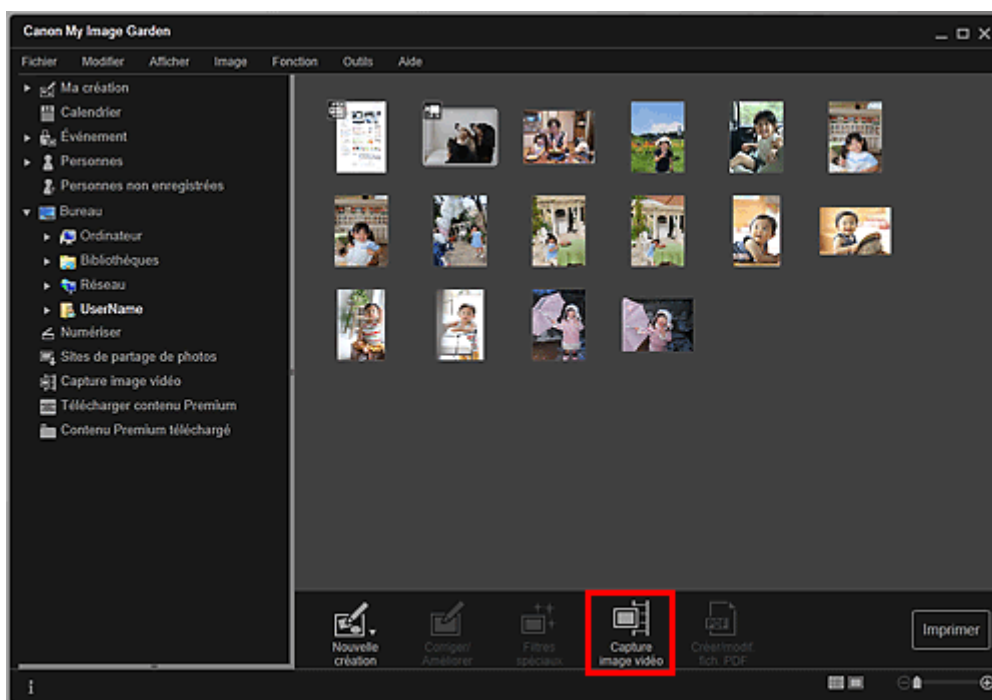 Canon My Image Garden
Fichier Modifier Afficher Image Fonction Outils Aide
Ma création
Calendrier
Événement
Personnes
Personnes non enregistrées
Bureau
Ordinateur
Bibliothèques
Réseau
UserName
Numériser
Sites de partage de photos
Capture image vidéo
Télécharger contenu Premium
Contenu Premium téléchargé
Nouvelle
création
Corriger/
Améliorer
Filtres
spéciaux
Capture
image vidéo
PDF
Créer/modif.
fich. PDF
Imprimer